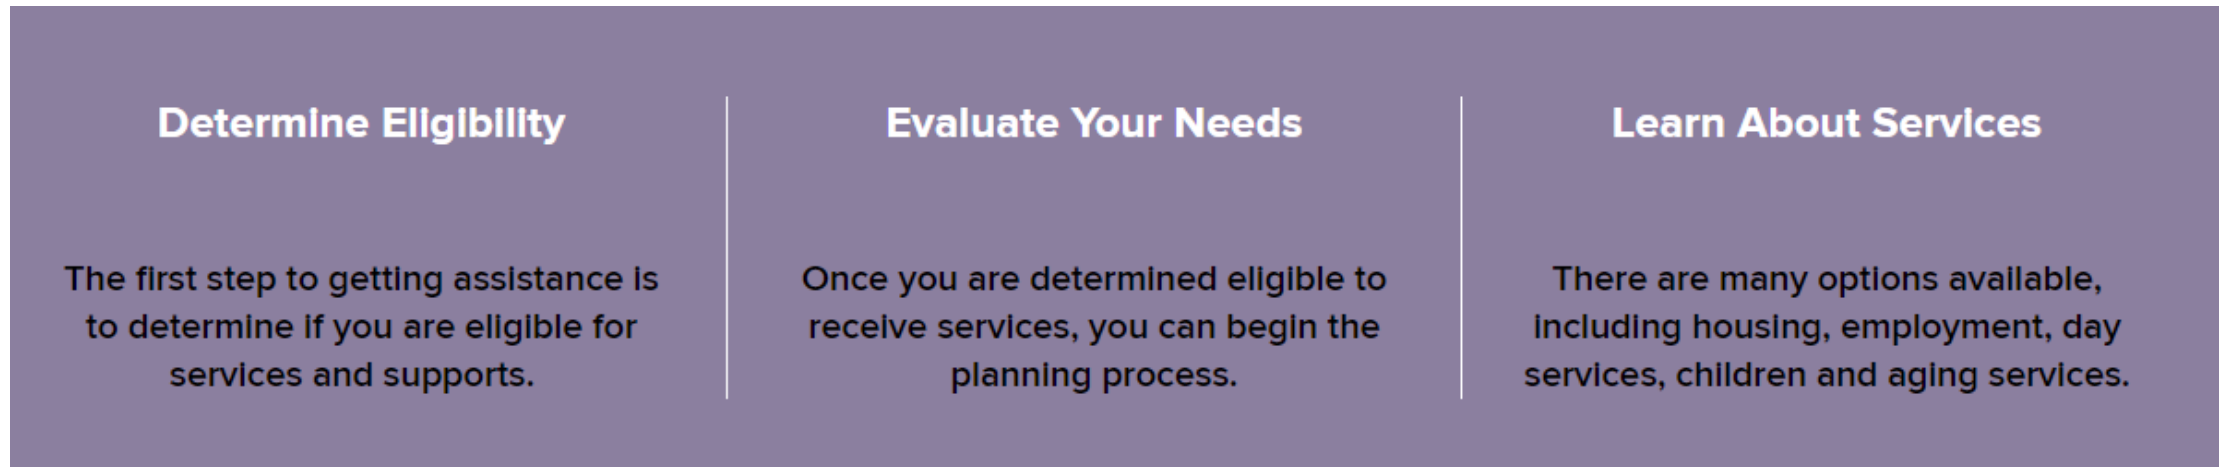 Determine Eligibility
The first step to getting assistance is
to determine if you are eligible for
services and supports.
Evaluate Your Needs
Once you are determined eligible to
receive services, you can begin the
planning process.
Learn About Services
There are many options available,
including housing, employment, day
services, children and aging services.